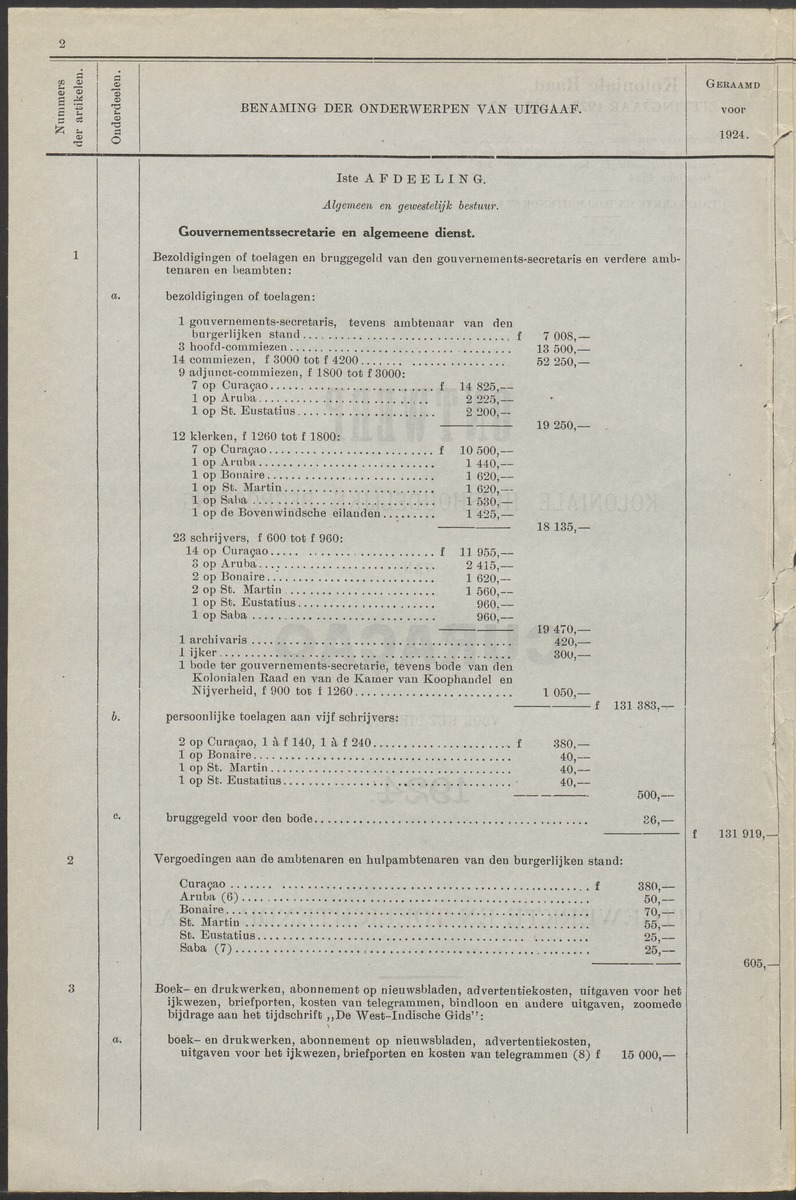 2
Nummers der artikelen.
Onderdeelen.
BENAMING DER ONDERWERPEN VAN UITGAAF.
GERAAMD
voor
1924.
Iste AFDEELING.
Algemeen en gewestelijk bestuur.
Gouvernementssecretarie en algemeene dienst.
1 Bezoldigingen of toelagen en bruggegeld van den gouvernements-secretaris en verdere amb-
tenaren en beambten:
a. bezoldigingen of toelagen:
1 gouvernements-secretaris, tevens ambtenaar van den
burgerlijken stand f 7 008,—
3 hoofd-commiezen 13 500,—
14 commiezen, f 3000 tot f 4200 52 250,—
9 adjunct-commiezen, f 1800 tot f 3000:
7 op Curaçao f 14 825,—
1 op Aruba 2 225,—
1 op St. Eustatius 2 200,—
19 250,—
12 klerken, f 1260 tot f 1800:
7 op Curaçao f 10 500,—
1 op Aruba 1 440,—
1 op Bonaire 1 620,—
1 op St. Martin 1 620,—
1 op Saba 1 530,—
1 op de Bovenwindsche eilanden 1 425,—
18 135,—
23 schrijvers, f 600 tot f 960:
14 op Curaçao f 11 955,—
3 op Aruba 2 415,—
2 op Bonaire 1 620,—
2 op St. Martin 1 560,—
1 op St. Eustatius 960,—
1 op Saba 960,—
19 470,—
1 archivaris 420,—
1 ijker 300,—
1 bode ter gouvernements-secretarie, tevens bode van den
Kolonialen Raad en van de Kamer van Koophandel en
Nijverheid, f 900 tot f 1260 1 050,—
f 131 383,—
b. persoonlijke toelagen aan vijf schrijvers:
2 op Curaçao, 1 à f 140, 1 à f 240 f 380,—
1 op Bonaire 40,—
1 op St. Martin 40,—
1 op St. Eustatius 40,—
500,—
c. bruggegeld voor den bode 36,—
f 131 919,—
2 Vergoedingen aan de ambtenaren en hulpambtenaren van den burgerlijken stand:
Curaçao f 380,—
Aruba (6) 50,—
Bonaire 70,—
St. Martin 55,—
St. Eustatius 25,—
Saba (7) 25,—
605,—
3 Boek- en drukwerken, abonnement op nieuwsbladen, advertentiekosten, uitgaven voor het
ijkwezen, briefporten, kosten van telegrammen, bindloon en andere uitgaven, zoomede
bijdrage aan het tijdschrift ,,De West-Indische Gids":
a. boek- en drukwerken, abonnement op nieuwsbladen, advertentiekosten,
uitgaven voor het ijkwezen, briefporten en kosten van telegrammen (8) f 15 000,—